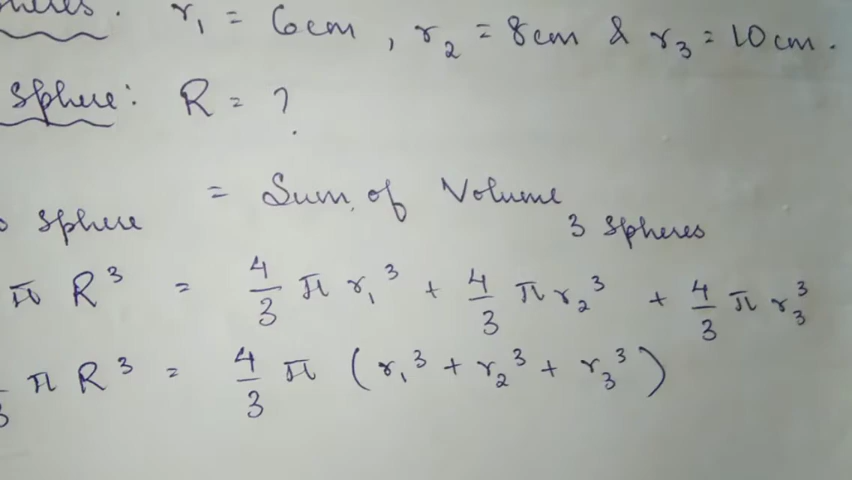 r₁ = 6cm, r₂ = 8cm & r₃ = 10cm.
Sphere: R = ?
sphere = Sum of Volume 3 spheres
π R³ = 4/3 π r₁³ + 4/3 π r₂³ + 4/3 π r₃³
π R³ = 4/3 π (r₁³ + r₂³ + r₃³)